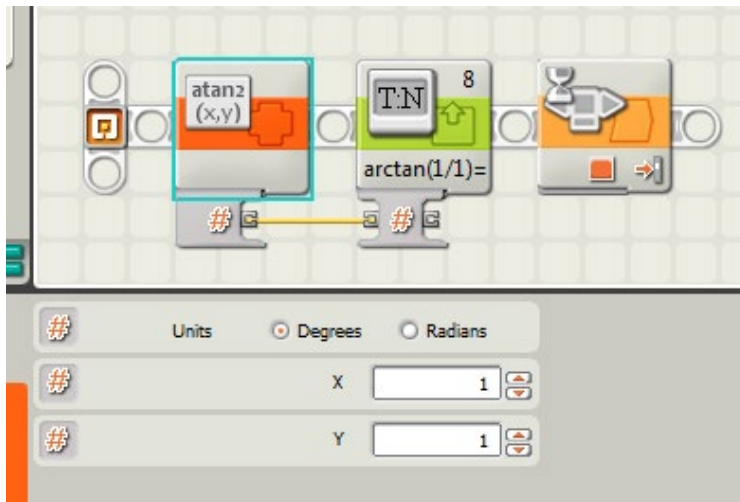 atan2
(x,y)
T:N
8
arctan(1/1)=
#
#
# Units Degrees Radians
# X 1
# Y 1